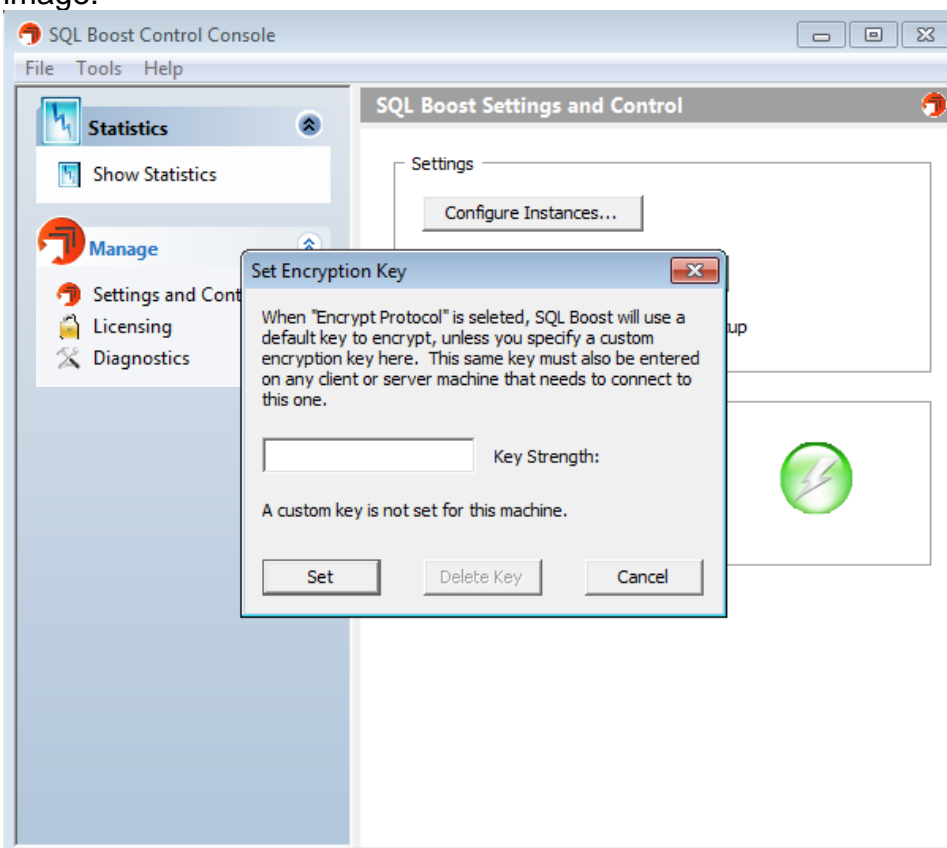 image.
SQL Boost Control Console
File Tools Help
Statistics
Show Statistics
Manage
Settings and Cont
Licensing
Diagnostics
SQL Boost Settings and Control
Settings
Configure Instances...
up
Set Encryption Key
When "Encrypt Protocol" is seleted, SQL Boost will use a
default key to encrypt, unless you specify a custom
encryption key here. This same key must also be entered
on any client or server machine that needs to connect to
this one.
Key Strength:
A custom key is not set for this machine.
Set Delete Key Cancel